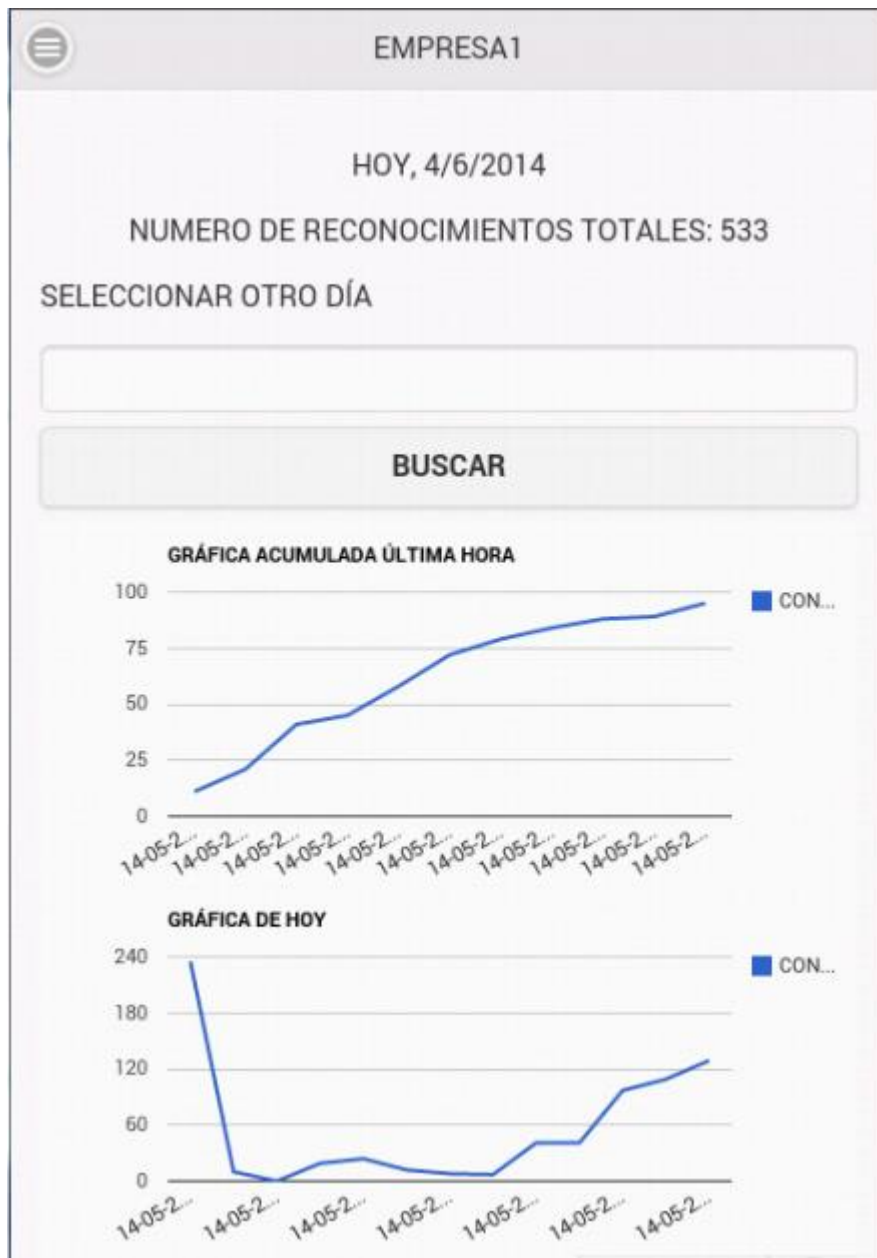 EMPRESA1
HOY, 4/6/2014
NUMERO DE RECONOCIMIENTOS TOTALES: 533
SELECCIONAR OTRO DÍA
BUSCAR
GRÁFICA ACUMULADA ÚLTIMA HORA
100
CON...
75
50
25
0
14-05-2... 14-05-2... 14-05-2... 14-05-2... 14-05-2... 14-05-2... 14-05-2... 14-05-2... 14-05-2... 14-05-2... 14-05-2...
GRÁFICA DE HOY
240
CON...
180
120
60
0
14-05-2... 14-05-2... 14-05-2... 14-05-2... 14-05-2... 14-05-2... 14-05-2...